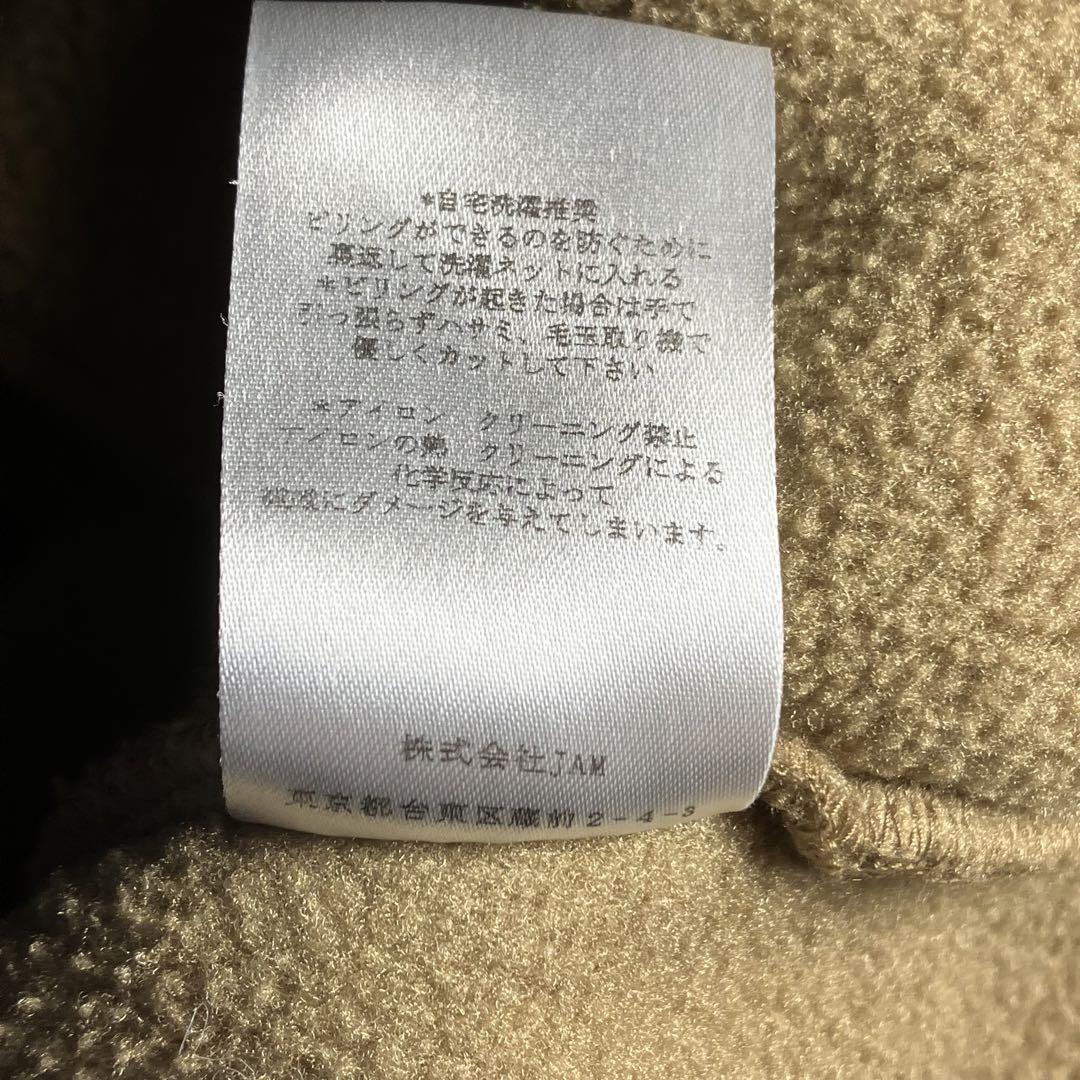 *自宅洗濯推奨
ピリングができるのを防ぐために
裏返して洗濯ネットに入れる
*ピリングが起きた場合は手で
引っ張らずハサミ、毛玉取り機で
優しくカットして下さい
*アイロン クリーニング禁止
アイロンの熱 クリーニングによる
化学反応によって
繊維にダメージを与えてしまいます。
株式会社JAM
東京都台東区蔵前2-4-3